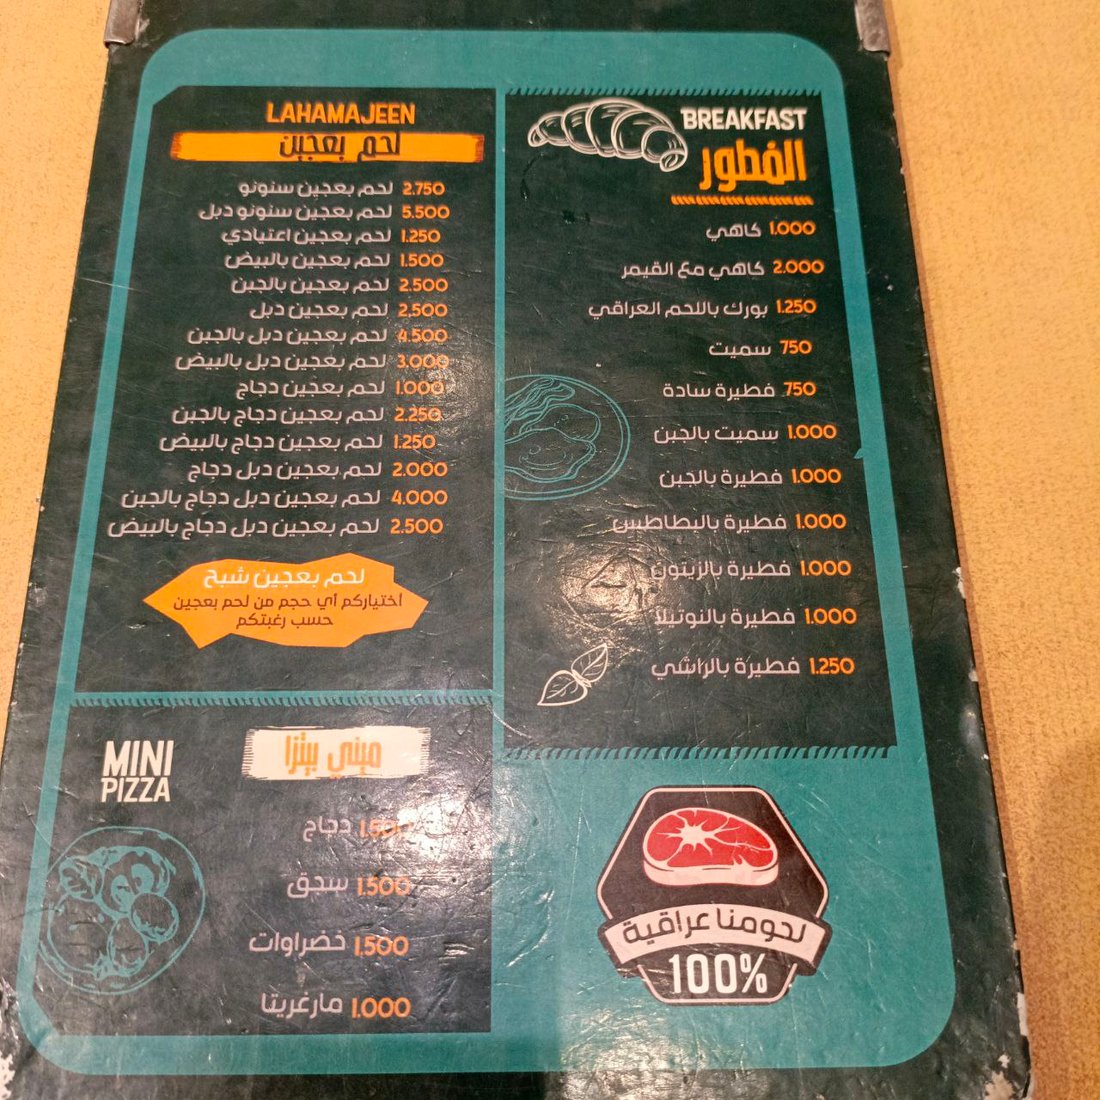 BREAKFAST
الفطور
1.000 كاهي
2.000 كاهي مع القيمر
1.250 بورك باللحم العراقي
750 سميت
750 فطيرة سادة
1.000 سميت بالجبن
1.000 فطيرة بالجبن
1.000 فطيرة بالبطاطس
1.000 فطيرة بالزيتون
1.000 فطيرة بالنوتيلا
1.250 فطيرة بالراشي
LAHAMAJEEN
لحم بعجين
2.750 لحم بعجين سنونو
5.500 لحم بعجين سنونو دبل
1.250 لحم بعجين اعتيادي
1.500 لحم بعجين بالبيض
2.500 لحم بعجين بالجبن
2,500 لحم بعجين دبل
4.500 لحم بعجين دبل بالجبن
3.000 لحم بعجين دبل بالبيض
1.000 لحم بعجين دجاج
2.250 لحم بعجين دجاج بالجبن
1.250 لحم بعجين دجاج بالبيض
2.000 لحم بعجين دبل دجاج
4.000 لحم بعجين دبل دجاج بالجبن
2.500 لحم بعجين دبل دجاج بالبيض
لحم بعجين شبح
اختياركم أي حجم من لحم بعجين
حسب رغبتكم
MINI
PIZZA
ميني بيتزا
1.500 دجاج
1.500 سجق
1,500 خضراوات
1.000 مارغريتا
لحومنا عراقية
100%